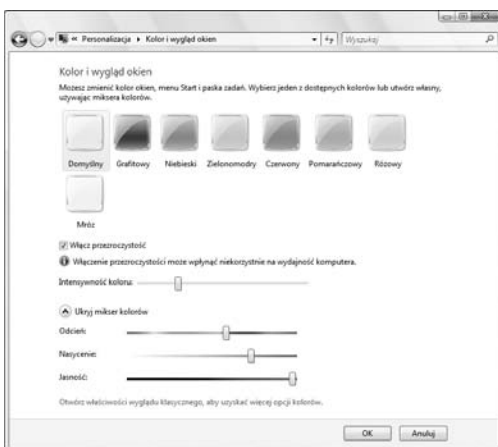 « Personalizacja ▸ Kolor i wygląd okien
Wyszukaj
Kolor i wygląd okien
Możesz zmienić kolor okien, menu Start i paska zadań. Wybierz jeden z dostępnych kolorów lub utwórz własny,
używając miksera kolorów.
Domyślny Grafitowy Niebieski Zielonomodry Czerwony Pomarańczowy Różowy
Mróz
Włącz przezroczystość
Włączenie przezroczystości może wpłynąć niekorzystnie na wydajność komputera.
Intensywność koloru:
Ukryj mikser kolorów
Odcień:
Nasycenie:
Jasność:
Otwórz właściwości wyglądu klasycznego, aby uzyskać więcej opcji kolorów.
OK Anuluj